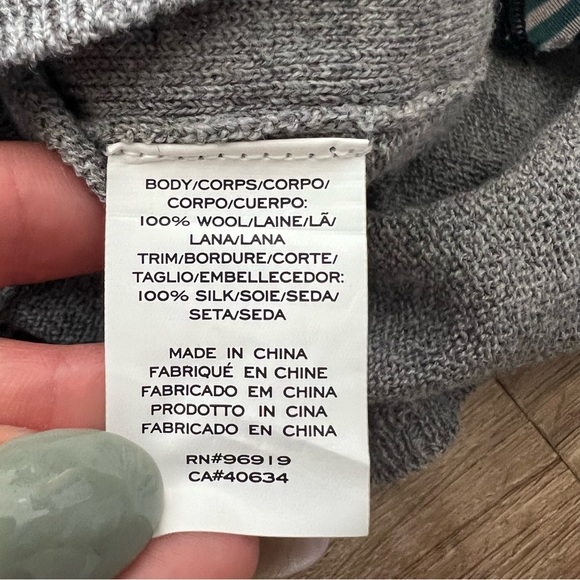 BODY/CORPS/CORPO/
CORPO/CUERPO:
100% WOOL/LAINE/LÃ/
LANA/LANA
TRIM/BORDURE/CORTE/
TAGLIO/EMBELLECEDOR:
100% SILK/SOIE/SEDA/
SETA/SEDA
MADE IN CHINA
FABRIQUÉ EN CHINE
FABRICADO EM CHINA
PRODOTTO IN CINA
FABRICADO EN CHINA
RN#96919
CA#40634